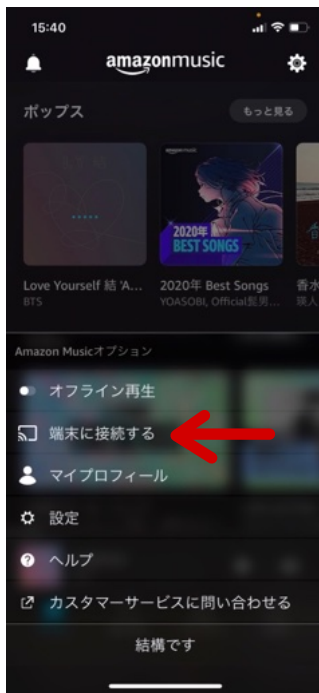 15:40
amazonmusic
ポップス
もっと見る
amazonmusic
2020年
BEST SONGS
Love Yourself 結 'A...
2020年 Best Songs
香水
BTS
YOASOBI, Official髭男...
瑛人
Amazon Musicオプション
オフライン再生
端末に接続する
マイプロフィール
設定
ヘルプ
カスタマーサービスに問い合わせる
結構です